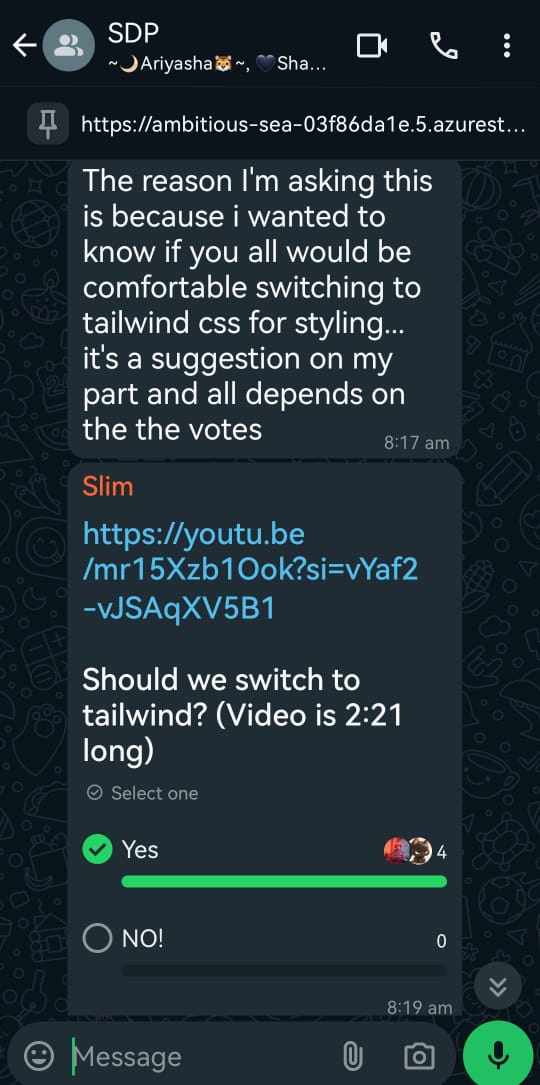 SDP
~🌙Ariyasha🐯~, 🖤Sha...
https://ambitious-sea-03f86da1e.5.azurest...
The reason I'm asking this
is because i wanted to
know if you all would be
comfortable switching to
tailwind css for styling...
it's a suggestion on my
part and all depends on
the the votes
8:17 am
Slim
https://youtu.be
/mr15Xzb1Ook?si=vYaf2
-vJSAqXV5B1
Should we switch to
tailwind? (Video is 2:21
long)
Select one
Yes 4
NO! 0
8:19 am
Message